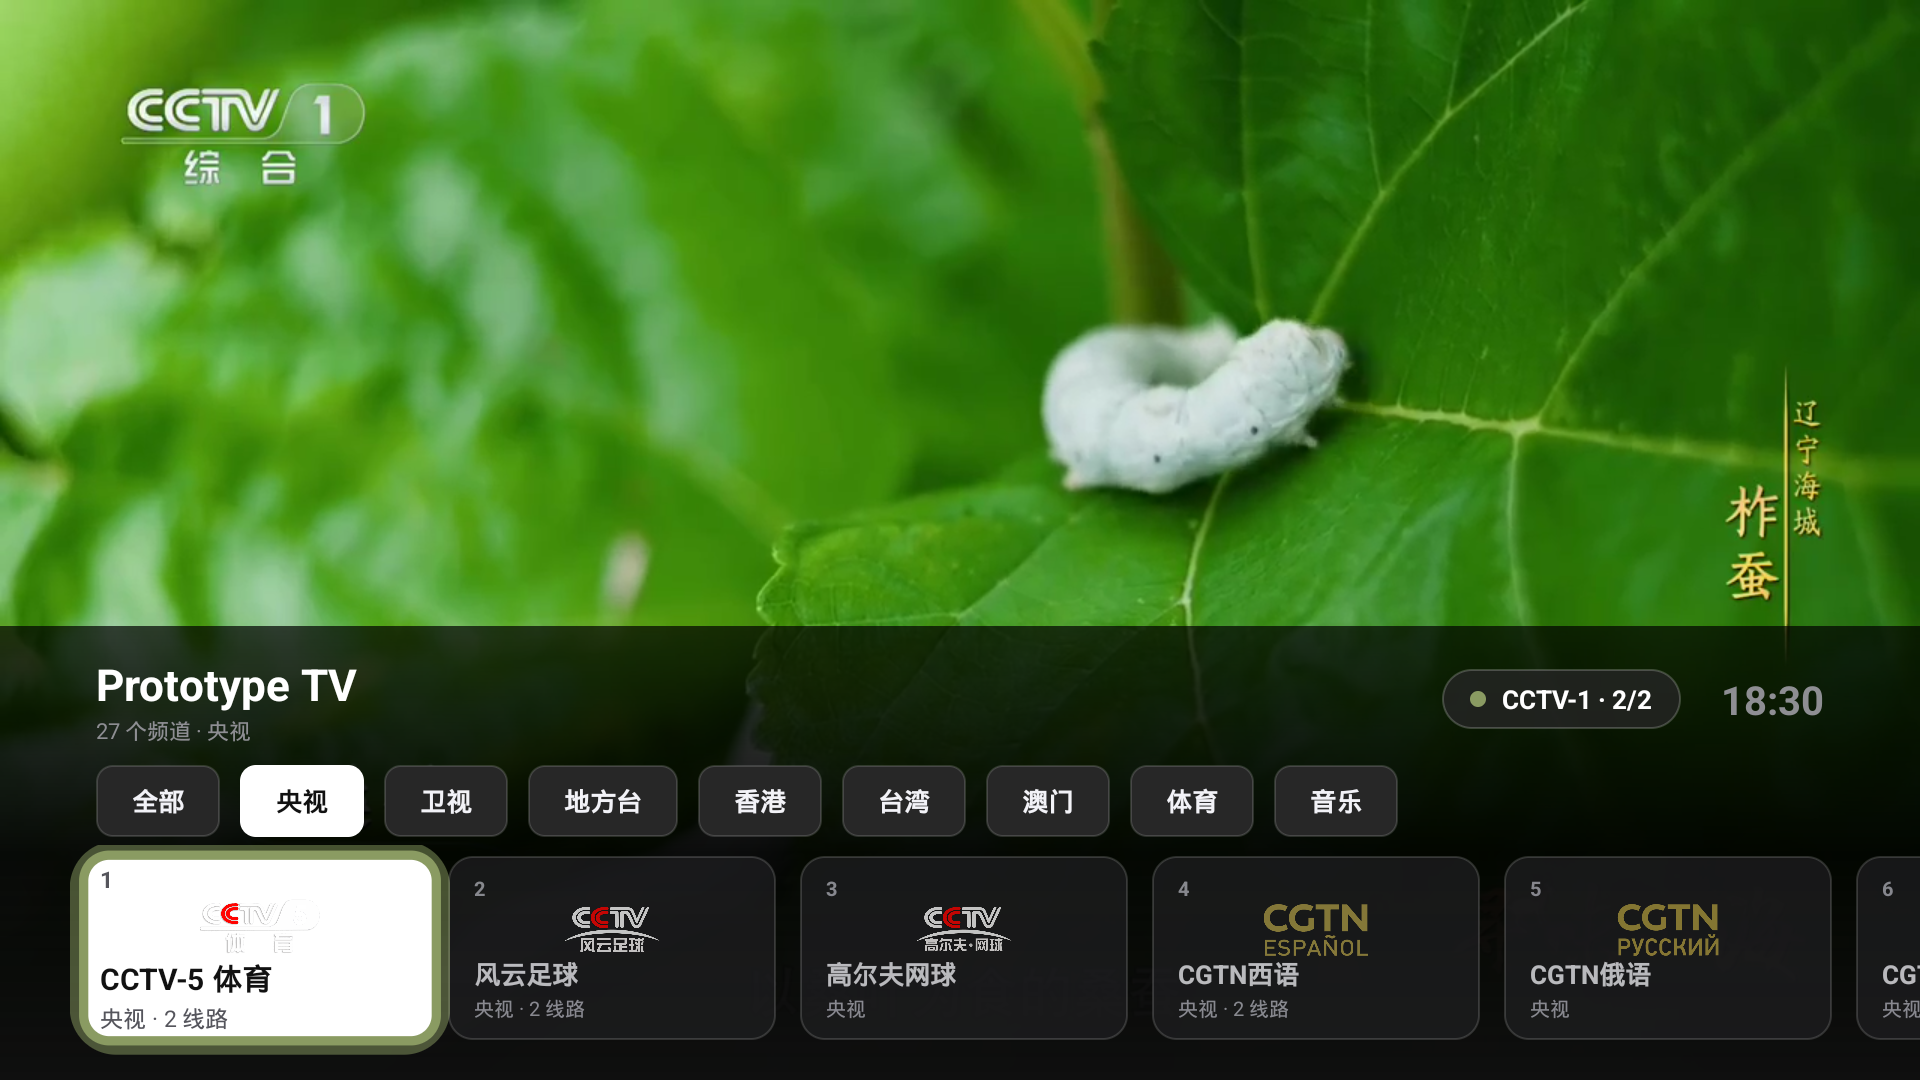 CCTV 1
综 合
辽宁海城
柞蚕
Prototype TV
27 个频道 · 央视
CCTV-1 · 2/2
18:30
全部
央视
卫视
地方台
香港
台湾
澳门
体育
音乐
1
CCTV
体 育
CCTV-5 体育
央视 · 2 线路
2
CCTV
风云足球
风云足球
央视 · 2 线路
3
CCTV
高尔夫·网球
高尔夫网球
央视
4
CGTN
ESPAÑOL
CGTN西语
央视 · 2 线路
5
CGTN
РУССКИЙ
CGTN俄语
央视
6
央视